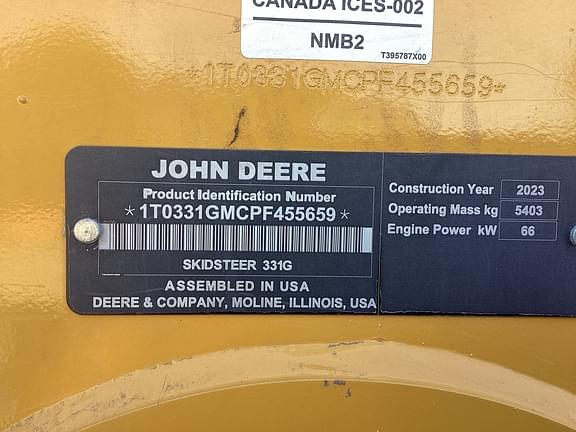 CANADA ICES-002
NMB2
T395787X00
*1T0331GMCPF455659*
JOHN DEERE
Product Identification Number
*1T0331GMCPF455659*
SKIDSTEER 331G
ASSEMBLED IN USA
DEERE & COMPANY, MOLINE, ILLINOIS, USA
Construction Year 2023
Operating Mass kg 5403
Engine Power kW 66